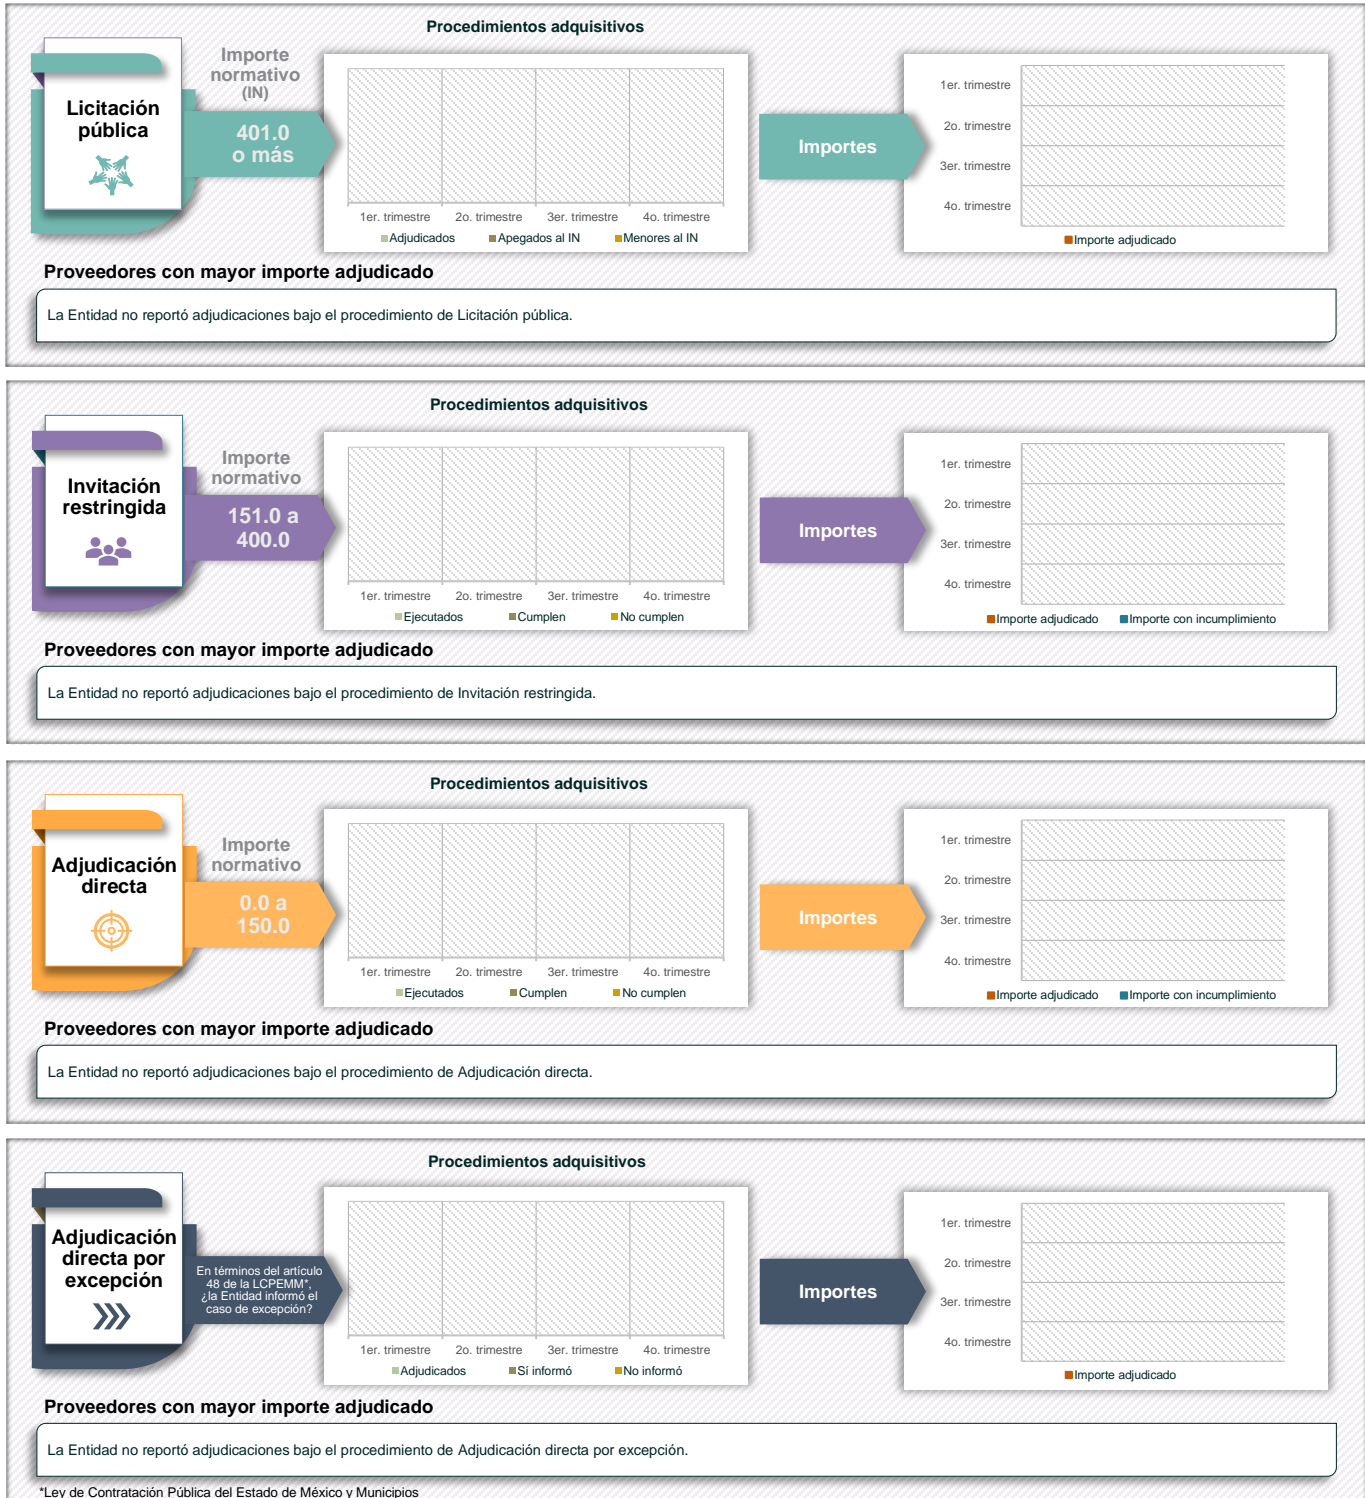 Procedimientos adquisitivos
Licitación
pública
Importe
normativo
(IN)
401.0
o más
1er. trimestre 2o. trimestre 3er. trimestre 4o. trimestre
Adjudicados Apegados al IN Menores al IN
Importes
1er. trimestre
2o. trimestre
3er. trimestre
4o. trimestre
Importe adjudicado
Proveedores con mayor importe adjudicado
La Entidad no reportó adjudicaciones bajo el procedimiento de Licitación pública.
Procedimientos adquisitivos
Invitación
restringida
Importe
normativo
151.0 a
400.0
1er. trimestre 2o. trimestre 3er. trimestre 4o. trimestre
Ejecutados Cumplen No cumplen
Importes
1er. trimestre
2o. trimestre
3er. trimestre
4o. trimestre
Importe adjudicado Importe con incumplimiento
Proveedores con mayor importe adjudicado
La Entidad no reportó adjudicaciones bajo el procedimiento de Invitación restringida.
Procedimientos adquisitivos
Adjudicación
directa
Importe
normativo
0.0 a
150.0
1er. trimestre 2o. trimestre 3er. trimestre 4o. trimestre
Ejecutados Cumplen No cumplen
Importes
1er. trimestre
2o. trimestre
3er. trimestre
4o. trimestre
Importe adjudicado Importe con incumplimiento
Proveedores con mayor importe adjudicado
La Entidad no reportó adjudicaciones bajo el procedimiento de Adjudicación directa.
Procedimientos adquisitivos
Adjudicación
directa por
excepción
En términos del artículo
48 de la LCPEMM*,
¿la Entidad informó el
caso de excepción?
1er. trimestre 2o. trimestre 3er. trimestre 4o. trimestre
Adjudicados Sí informó No informó
Importes
1er. trimestre
2o. trimestre
3er. trimestre
4o. trimestre
Importe adjudicado
Proveedores con mayor importe adjudicado
La Entidad no reportó adjudicaciones bajo el procedimiento de Adjudicación directa por excepción.
*Ley de Contratación Pública del Estado de México y Municipios